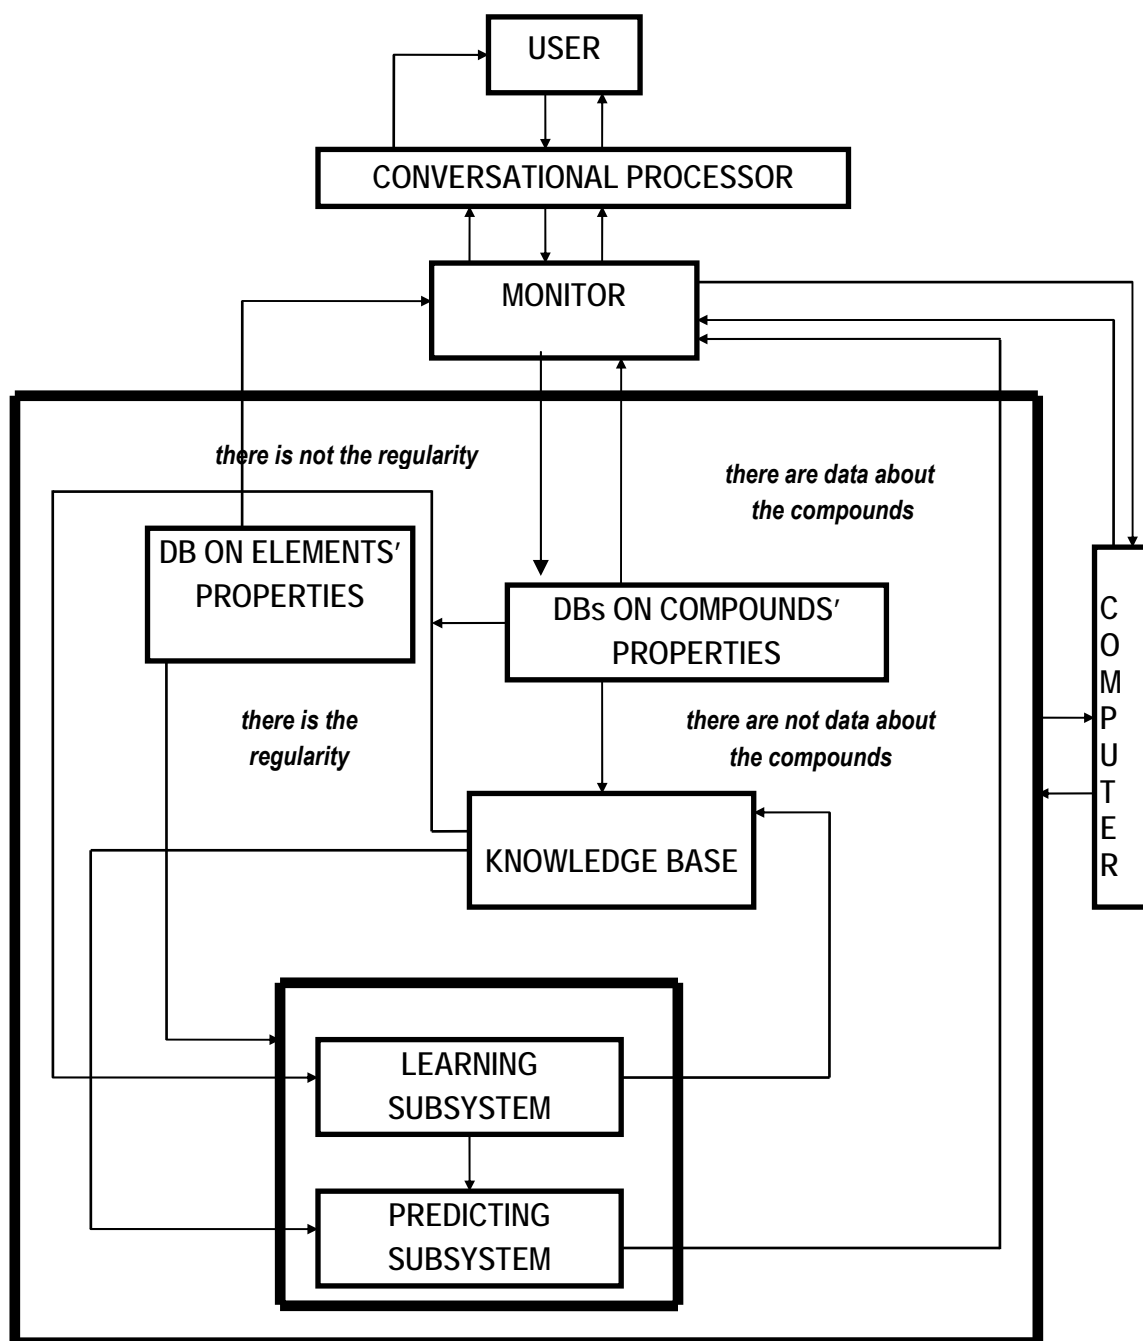 USER
CONVERSATIONAL PROCESSOR
MONITOR
there is not the regularity
there are data about
the compounds
DB ON ELEMENTS’
PROPERTIES
DBs ON COMPOUNDS’
PROPERTIES
C
O
M
P
U
T
E
R
there is the
regularity
there are not data about
the compounds
KNOWLEDGE BASE
LEARNING
SUBSYSTEM
PREDICTING
SUBSYSTEM